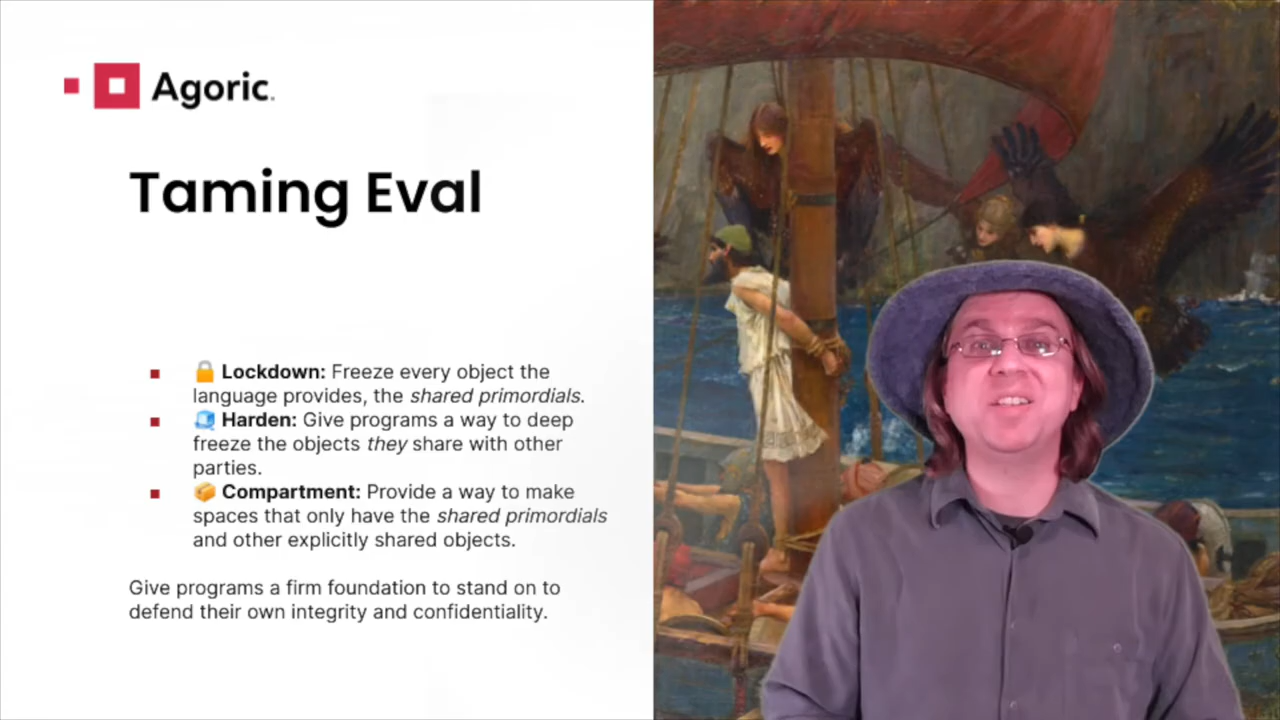 Agoric.
Taming Eval
🔒 Lockdown: Freeze every object the
language provides, the shared primordials.
🧊 Harden: Give programs a way to deep
freeze the objects they share with other
parties.
📦 Compartment: Provide a way to make
spaces that only have the shared primordials
and other explicitly shared objects.
Give programs a firm foundation to stand on to
defend their own integrity and confidentiality.